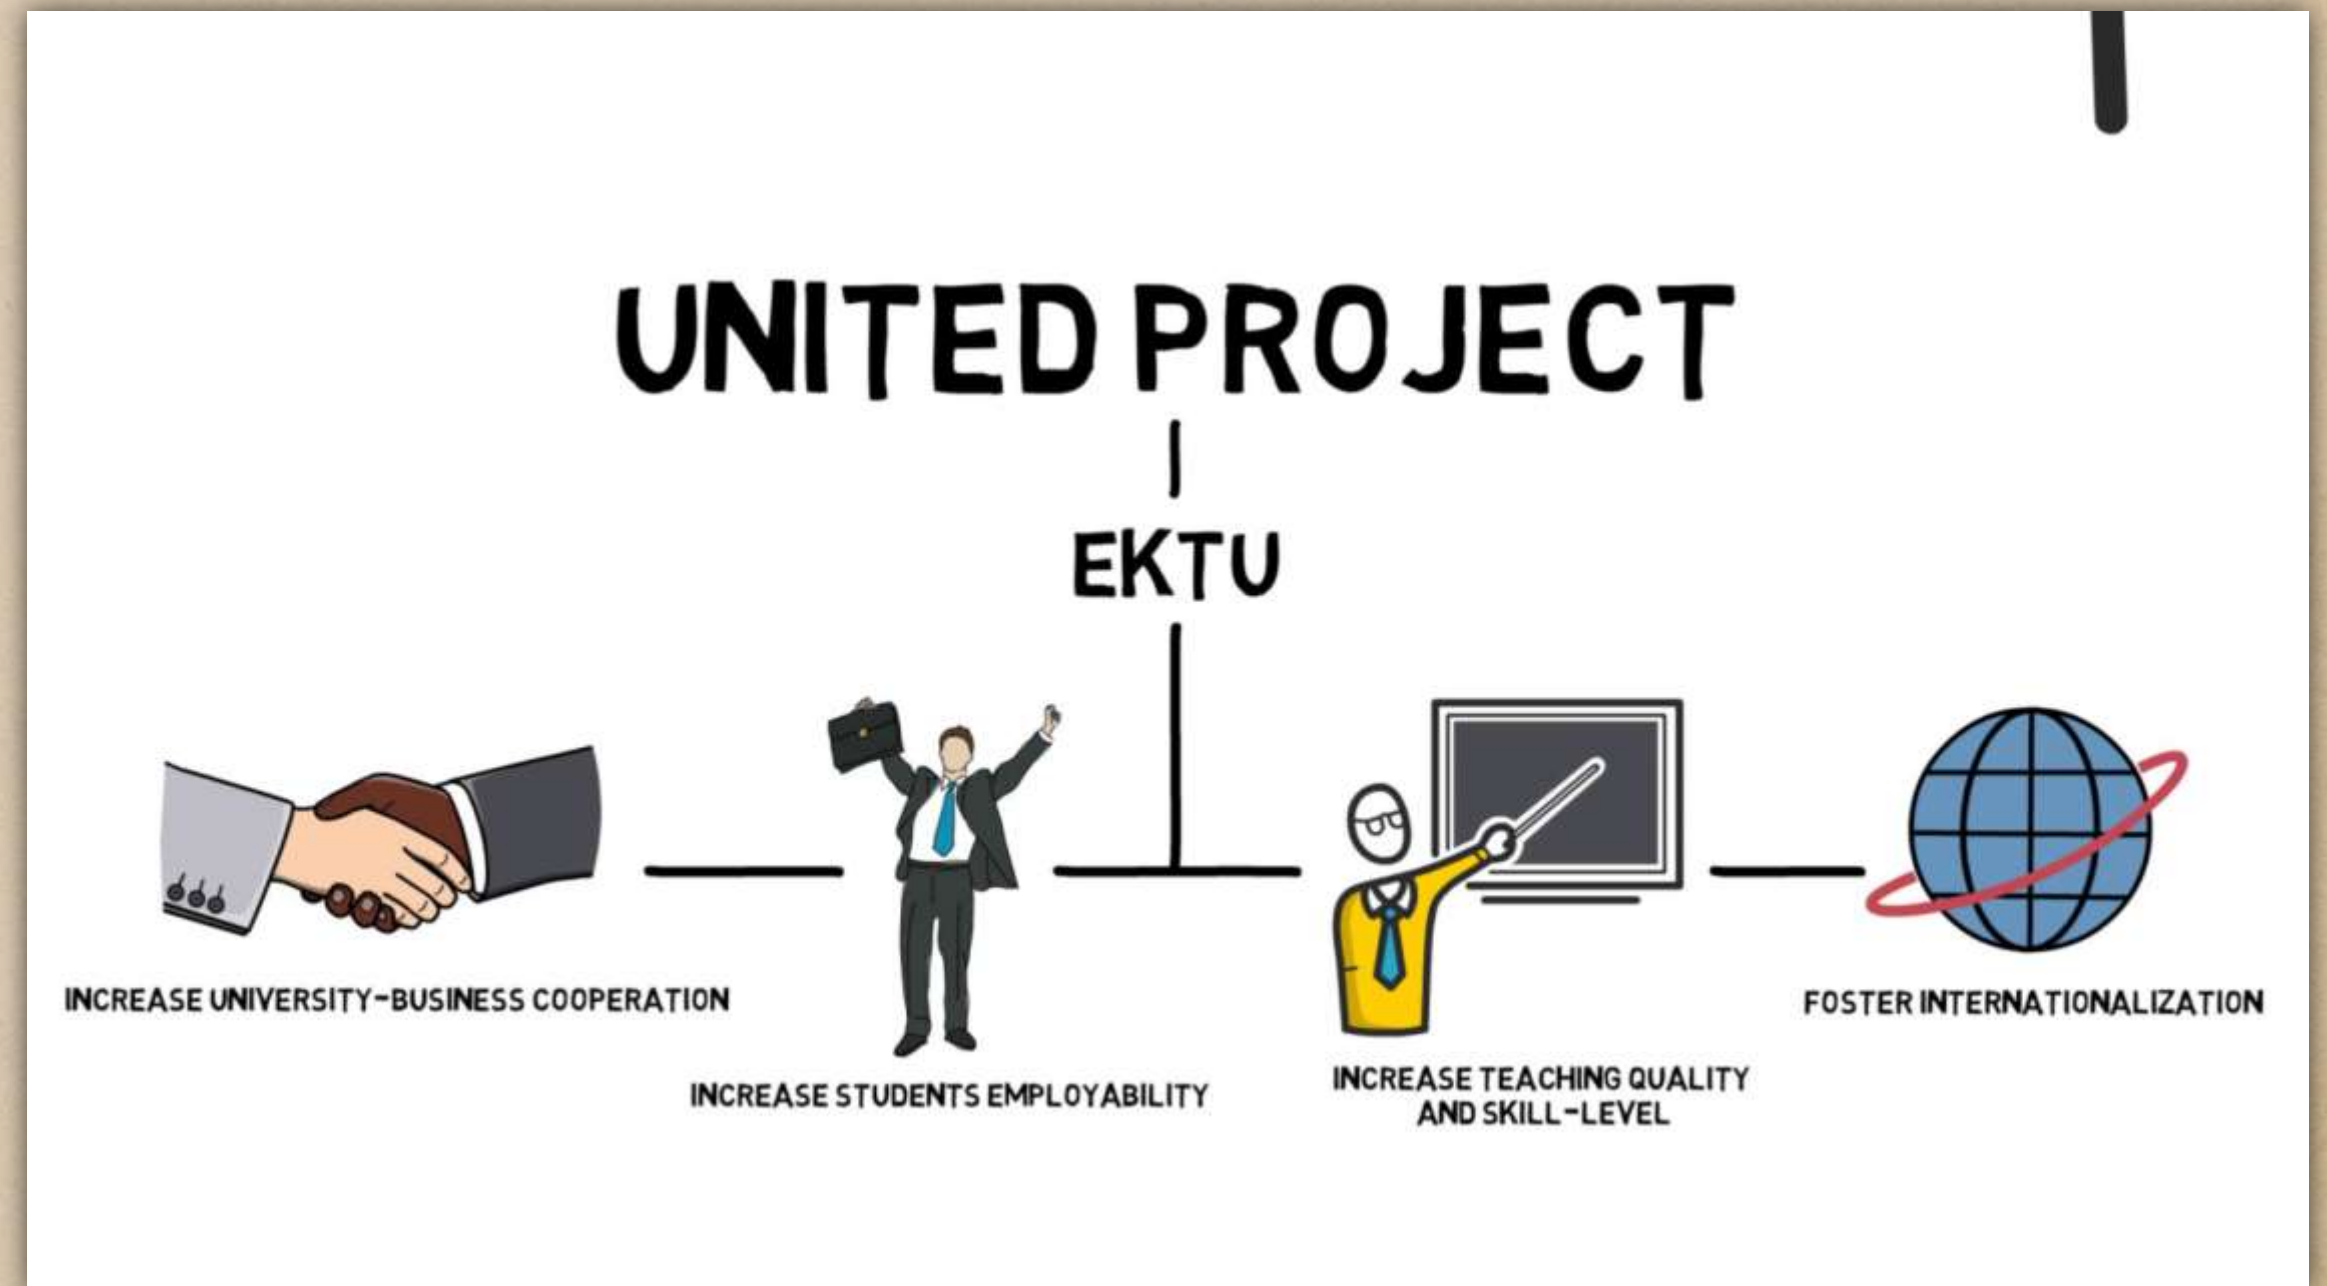 UNITED PROJECT
EKTU
INCREASE UNIVERSITY-BUSINESS COOPERATION
INCREASE STUDENTS EMPLOYABILITY
INCREASE TEACHING QUALITY
AND SKILL-LEVEL
FOSTER INTERNATIONALIZATION